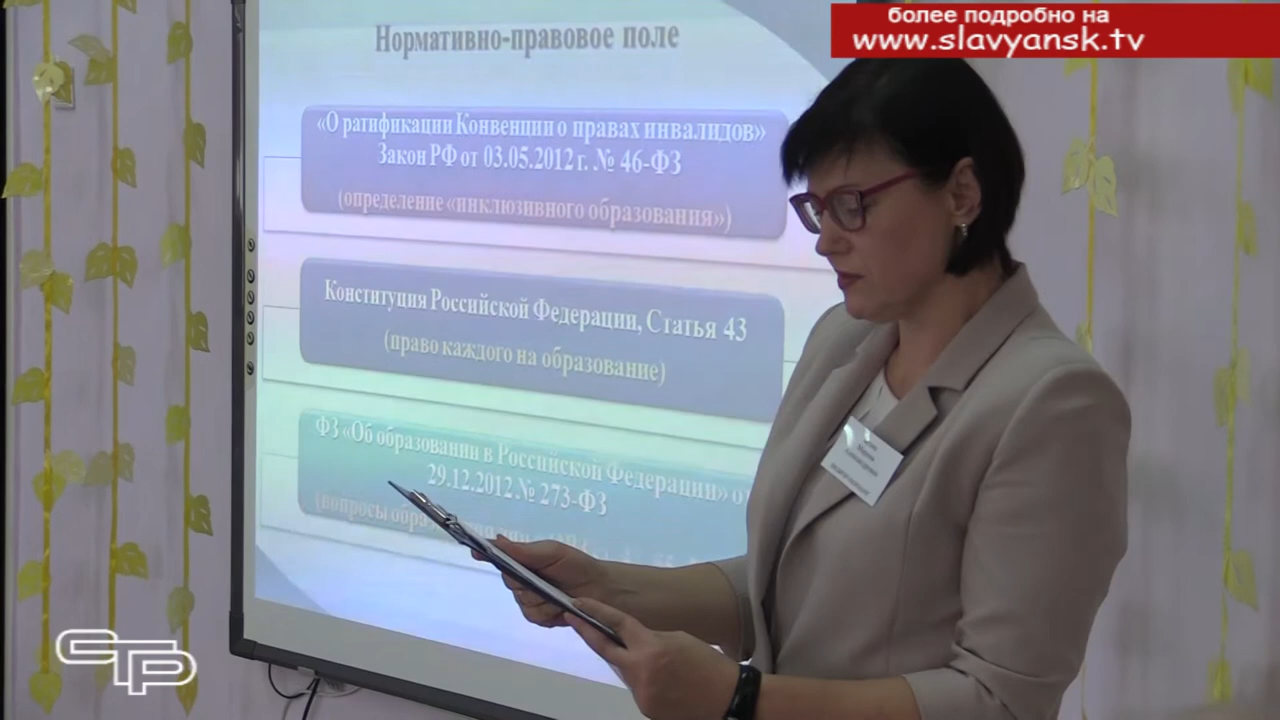 более подробно на
www.slavyansk.tv
Нормативно-правовое поле
«О ратификации Конвенции о правах инвалидов»
Закон РФ от 03.05.2012 г. № 46-ФЗ
(определение «инклюзивного образования»)
Конституция Российской Федерации, Статья 43
(право каждого на образование)
ФЗ «Об образовании в Российской Федерации» от
29.12.2012 № 273-ФЗ
(вопросы
СТР